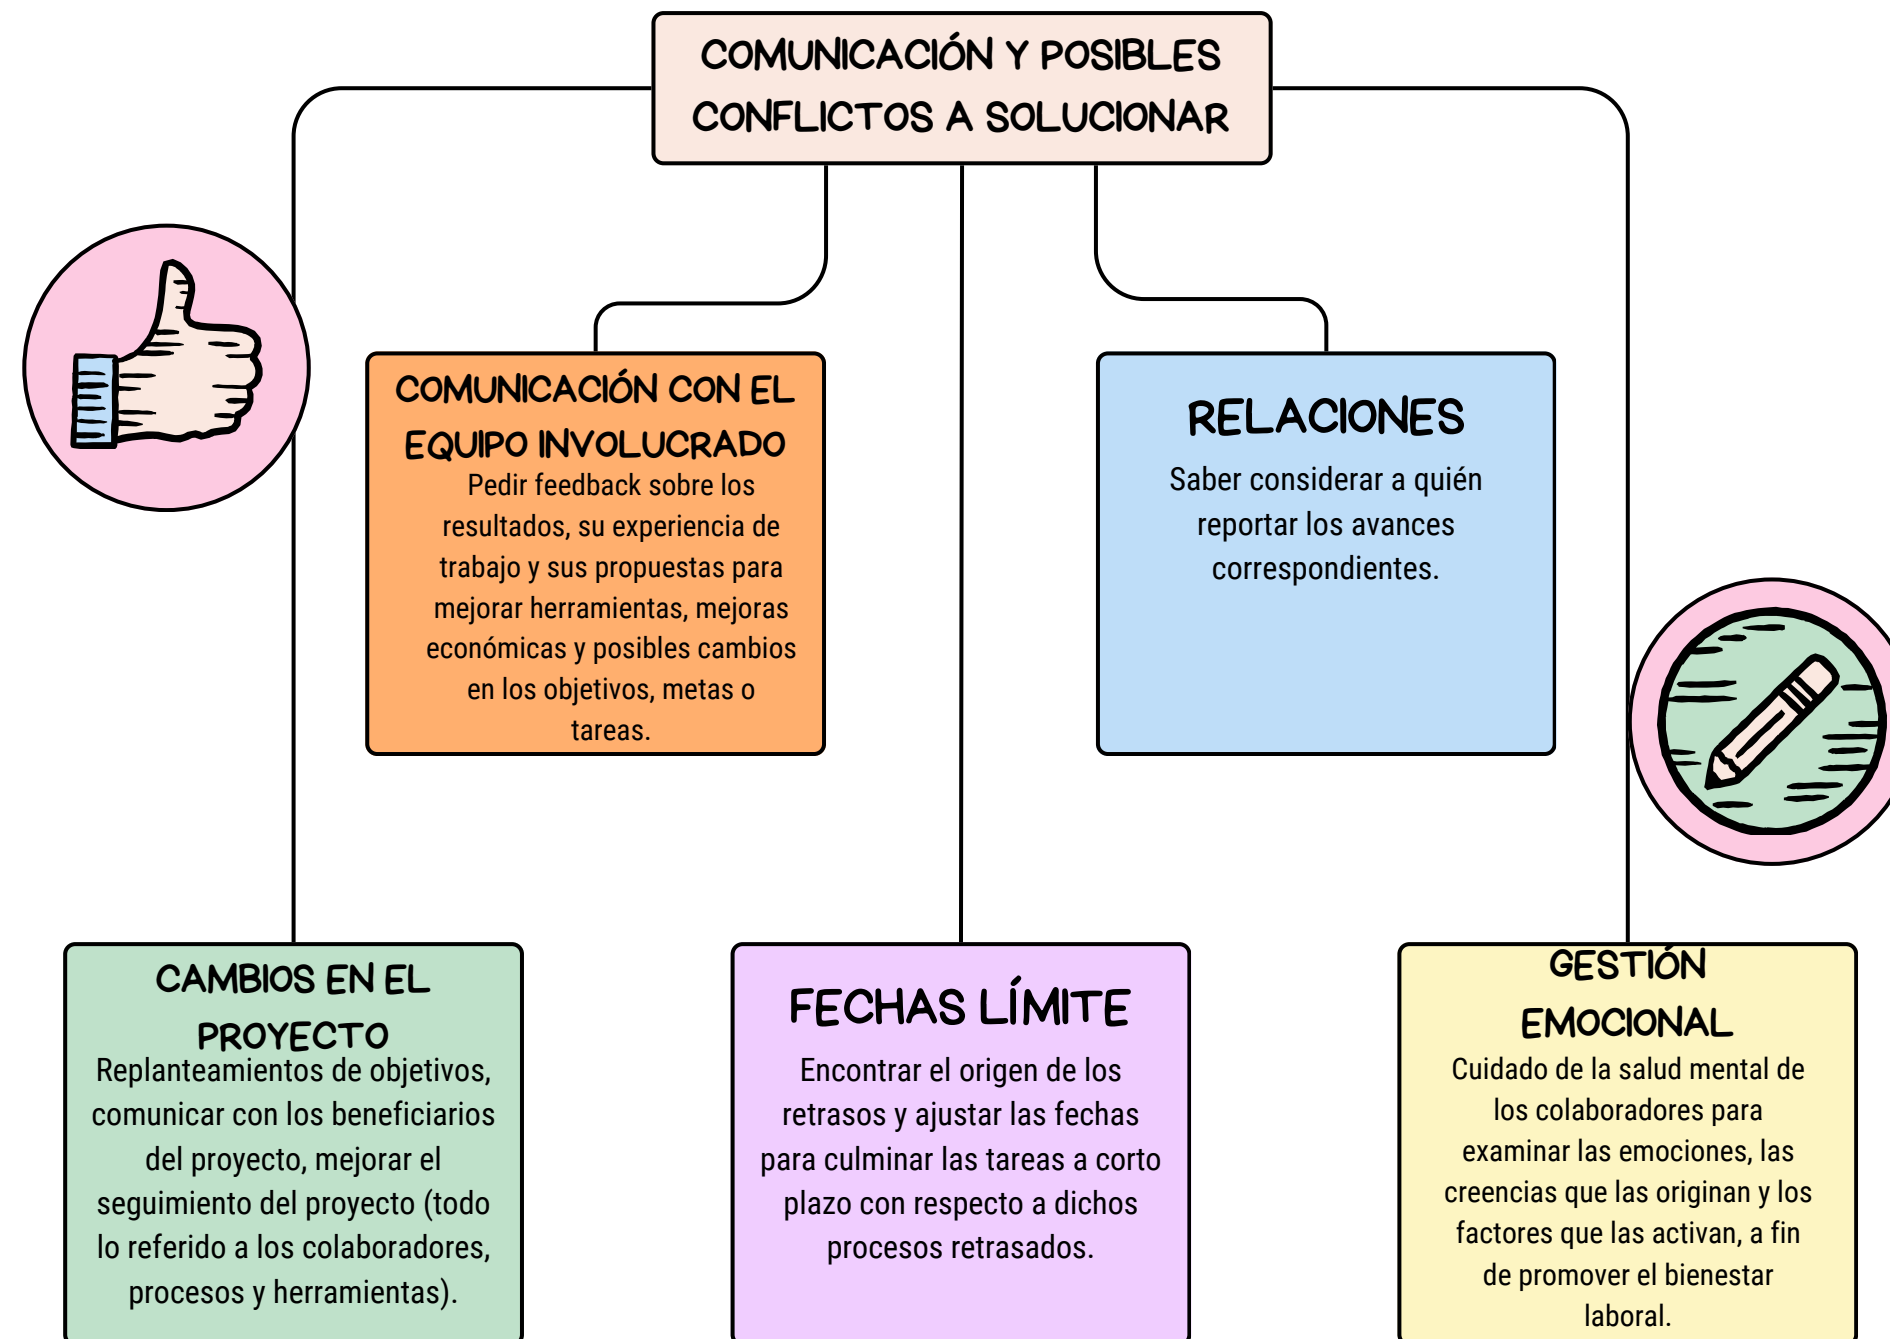 COMUNICACIÓN Y POSIBLES
CONFLICTOS A SOLUCIONAR
COMUNICACIÓN CON EL
EQUIPO INVOLUCRADO
Pedir feedback sobre los
resultados, su experiencia de
trabajo y sus propuestas para
mejorar herramientas, mejoras
económicas y posibles cambios
en los objetivos, metas o
tareas.
RELACIONES
Saber considerar a quién
reportar los avances
correspondientes.
CAMBIOS EN EL
PROYECTO
Replanteamientos de objetivos,
comunicar con los beneficiarios
del proyecto, mejorar el
seguimiento del proyecto (todo
lo referido a los colaboradores,
procesos y herramientas).
FECHAS LÍMITE
Encontrar el origen de los
retrasos y ajustar las fechas
para culminar las tareas a corto
plazo con respecto a dichos
procesos retrasados.
GESTIÓN
EMOCIONAL
Cuidado de la salud mental de
los colaboradores para
examinar las emociones, las
creencias que las originan y los
factores que las activan, a fin
de promover el bienestar
laboral.